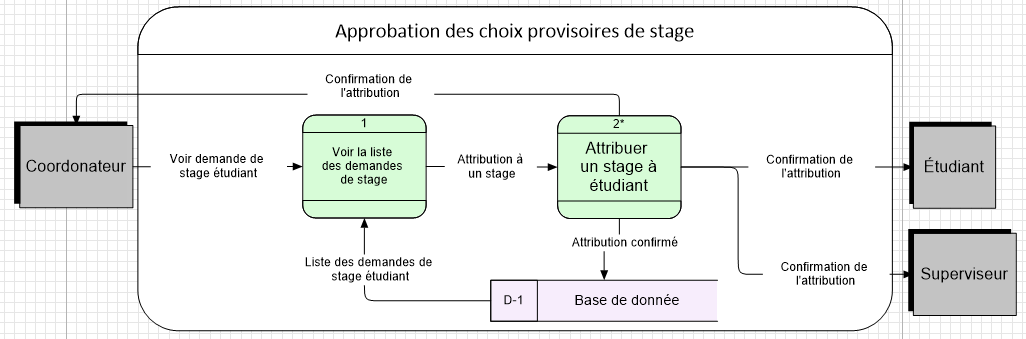 Approbation des choix provisoires de stage
Confirmation de
l'attribution
1
2*
Coordonateur
Voir demande de
stage étudiant
Voir la liste
des demandes
de stage
Attribution à
un stage
Attribuer
un stage à
étudiant
Confirmation de
l'attribution
Étudiant
Attribution confirmé
Liste des demandes de
stage étudiant
Confirmation de
l'attribution
Superviseur
D-1
Base de donnée